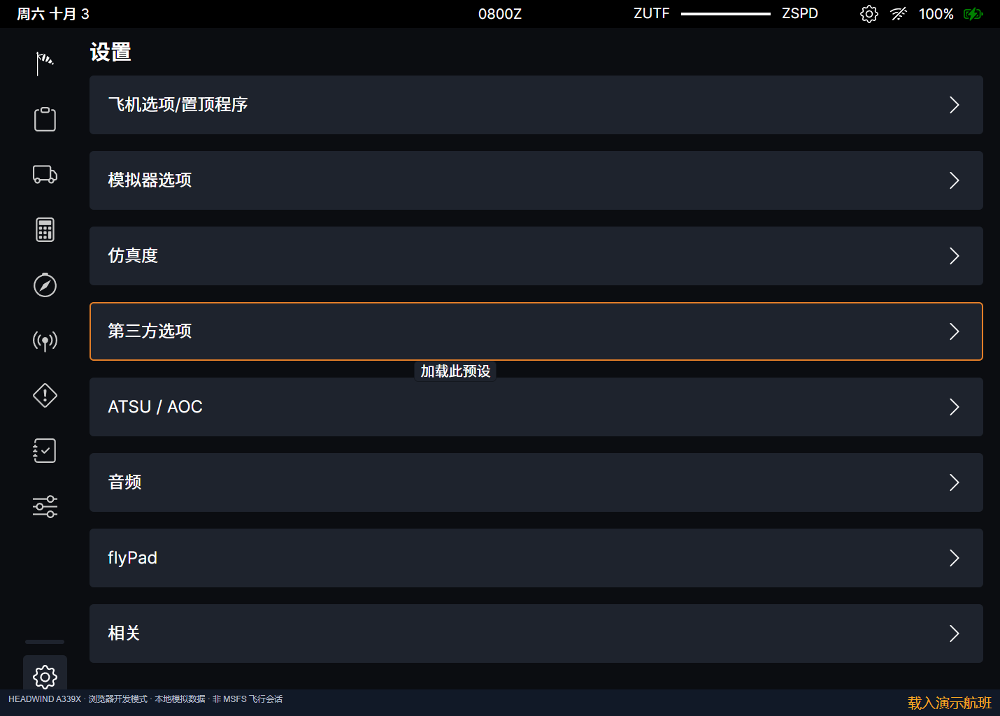 周六 十月 3
0800Z
ZUTF
ZSPD
100%
设置
飞机选项/置顶程序
模拟器选项
仿真度
第三方选项
加载此预设
ATSU / AOC
音频
flyPad
相关
HEADWIND A339X · 浏览器开发模式 · 本地模拟数据 · 非 MSFS 飞行会话
载入演示航班